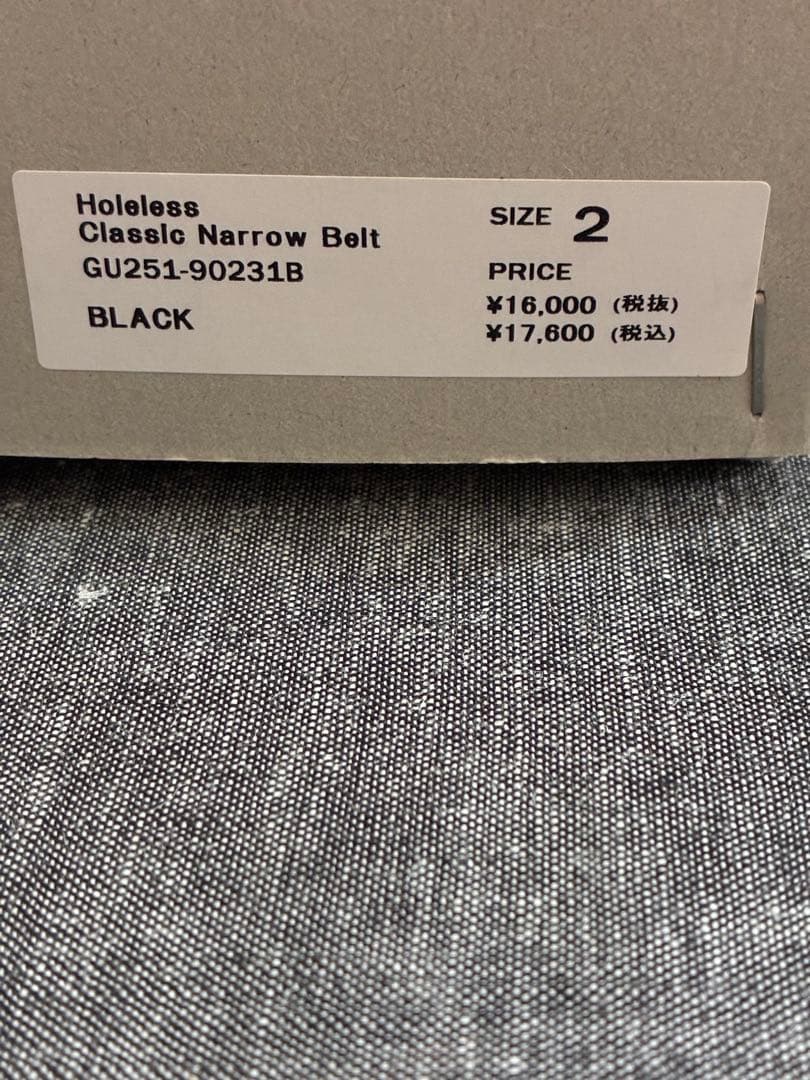 Holeless
Classic Narrow Belt
GU251-90231B
BLACK
SIZE 2
PRICE
¥16,000 (税抜)
¥17,600 (税込)